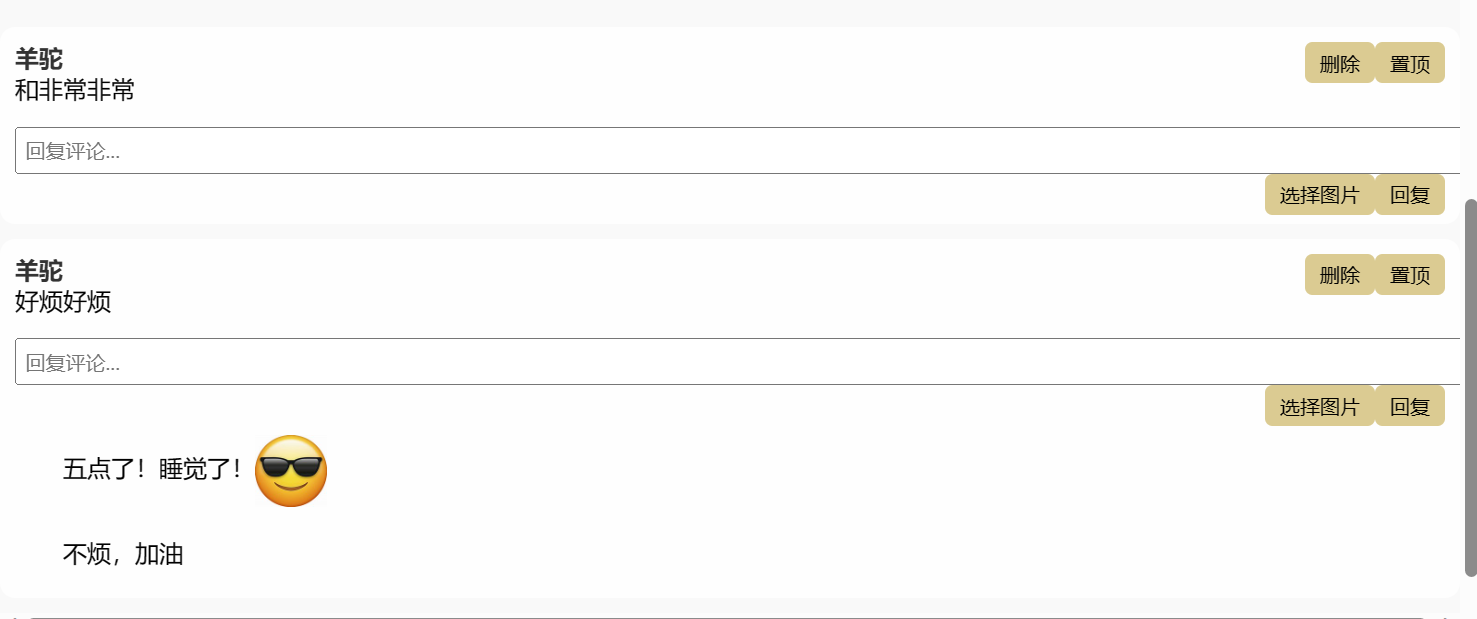 羊驼
删除 置顶
和非常非常
回复评论...
选择图片 回复
羊驼
删除 置顶
好烦好烦
回复评论...
选择图片 回复
五点了！睡觉了！
不烦，加油